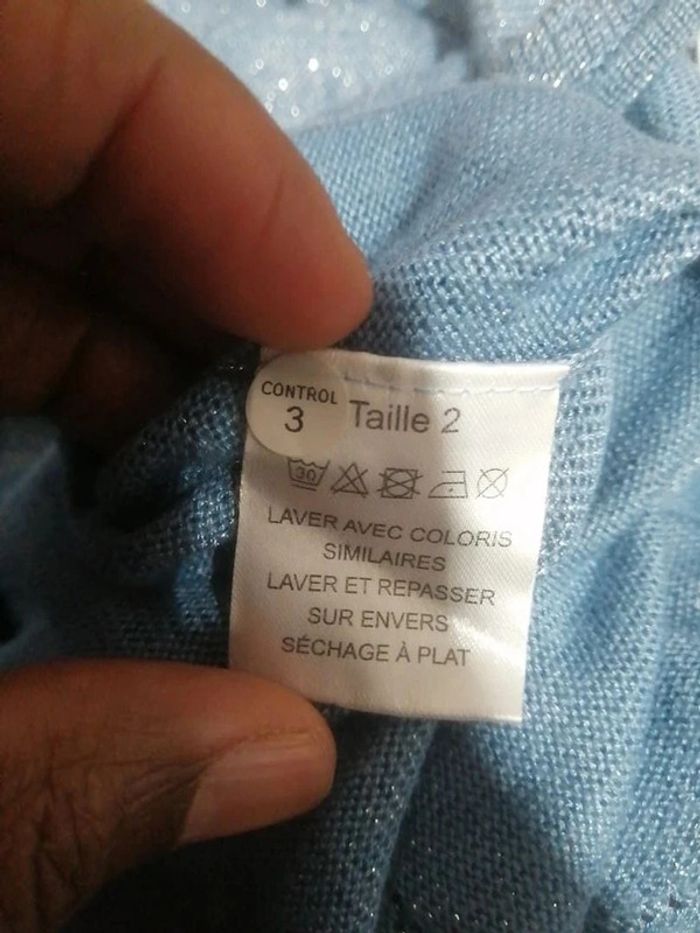 CONTROL
3
Taille 2
30
LAVER AVEC COLORIS
SIMILAIRES
LAVER ET REPASSER
SUR ENVERS
SÉCHAGE À PLAT